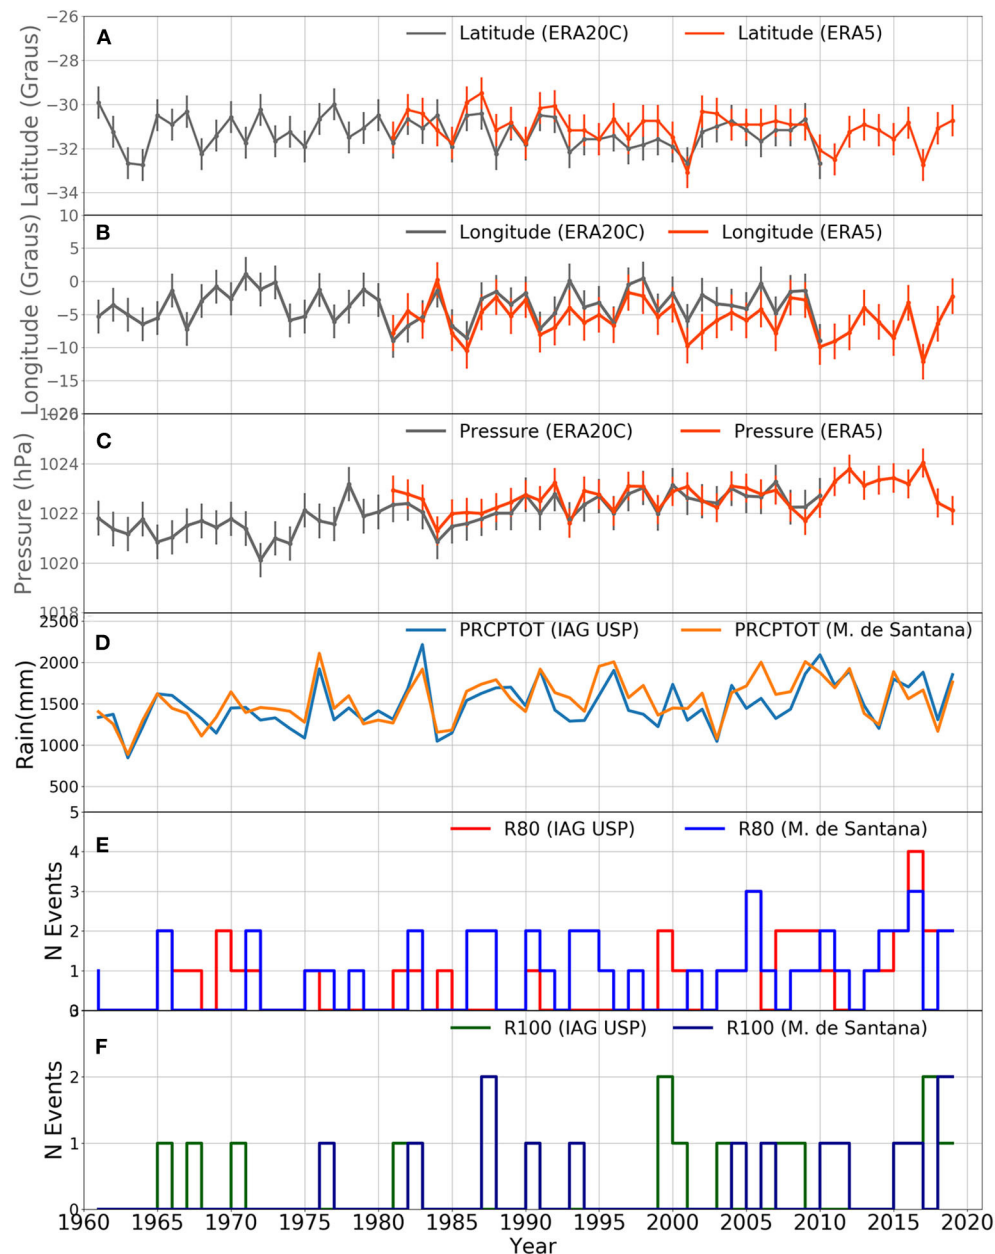 A
Latitude (ERA20C)
Latitude (ERA5)
Latitude (Graus)
−26
−28
−30
−32
−34
B
Longitude (ERA20C)
Longitude (ERA5)
Longitude (Graus)
10
5
0
−5
−10
−15
−20
C
Pressure (ERA20C)
Pressure (ERA5)
Pressure (hPa)
1026
1024
1022
1020
1018
D
PRCPTOT (IAG USP)
PRCPTOT (M. de Santana)
Rain(mm)
2500
2000
1500
1000
500
E
R80 (IAG USP)
R80 (M. de Santana)
N Events
5
4
3
2
1
0
F
R100 (IAG USP)
R100 (M. de Santana)
N Events
3
2
1
0
1960 1965 1970 1975 1980 1985 1990 1995 2000 2005 2010 2015 2020
Year